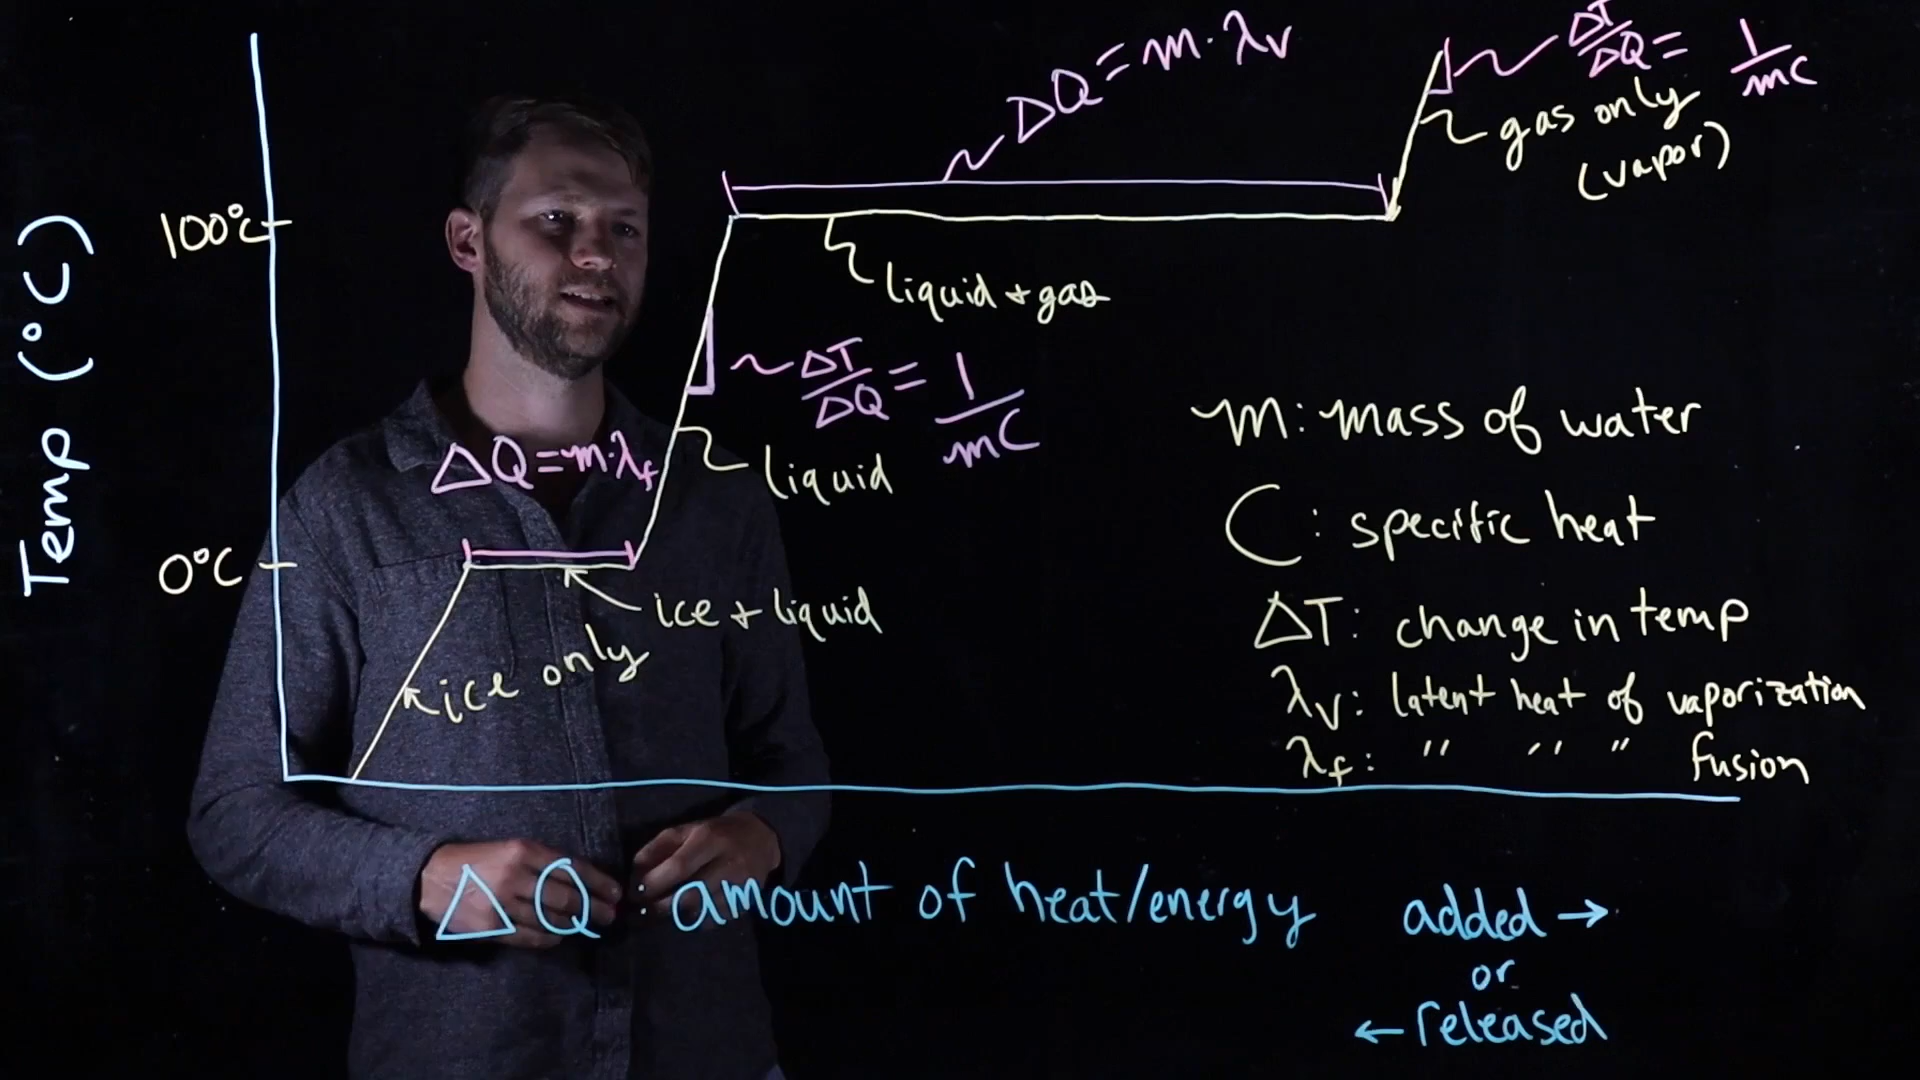 ΔQ = m·λv
ΔT/ΔQ = 1/mC
gas only
(vapor)
100°C
Temp (°C)
liquid + gas
ΔT/ΔQ = 1/mC
liquid
ΔQ = m·λf
0°C
ice + liquid
ice only
m: mass of water
C: specific heat
ΔT: change in temp
λv: latent heat of vaporization
λf: " " " fusion
ΔQ: amount of heat/energy
added →
or
← released